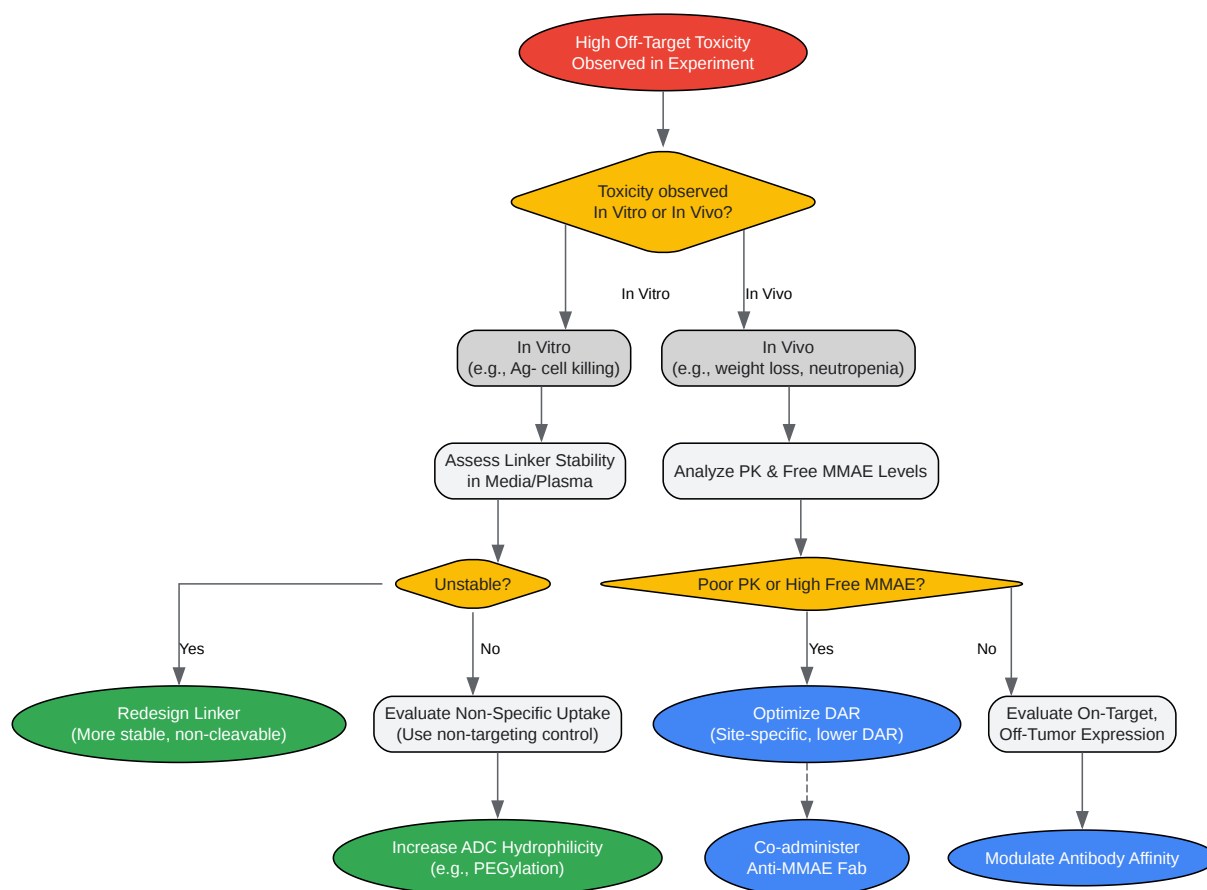 High Off-Target Toxicity
Observed in Experiment
Toxicity observed
In Vitro or In Vivo?
In Vitro
In Vivo
In Vitro
(e.g., Ag- cell killing)
In Vivo
(e.g., weight loss, neutropenia)
Assess Linker Stability
in Media/Plasma
Analyze PK & Free MMAE Levels
Unstable?
Poor PK or High Free MMAE?
Yes
No
Yes
No
Redesign Linker
(More stable, non-cleavable)
Evaluate Non-Specific Uptake
(Use non-targeting control)
Optimize DAR
(Site-specific, lower DAR)
Evaluate On-Target,
Off-Tumor Expression
Increase ADC Hydrophilicity
(e.g., PEGylation)
Co-administer
Anti-MMAE Fab
Modulate Antibody Affinity